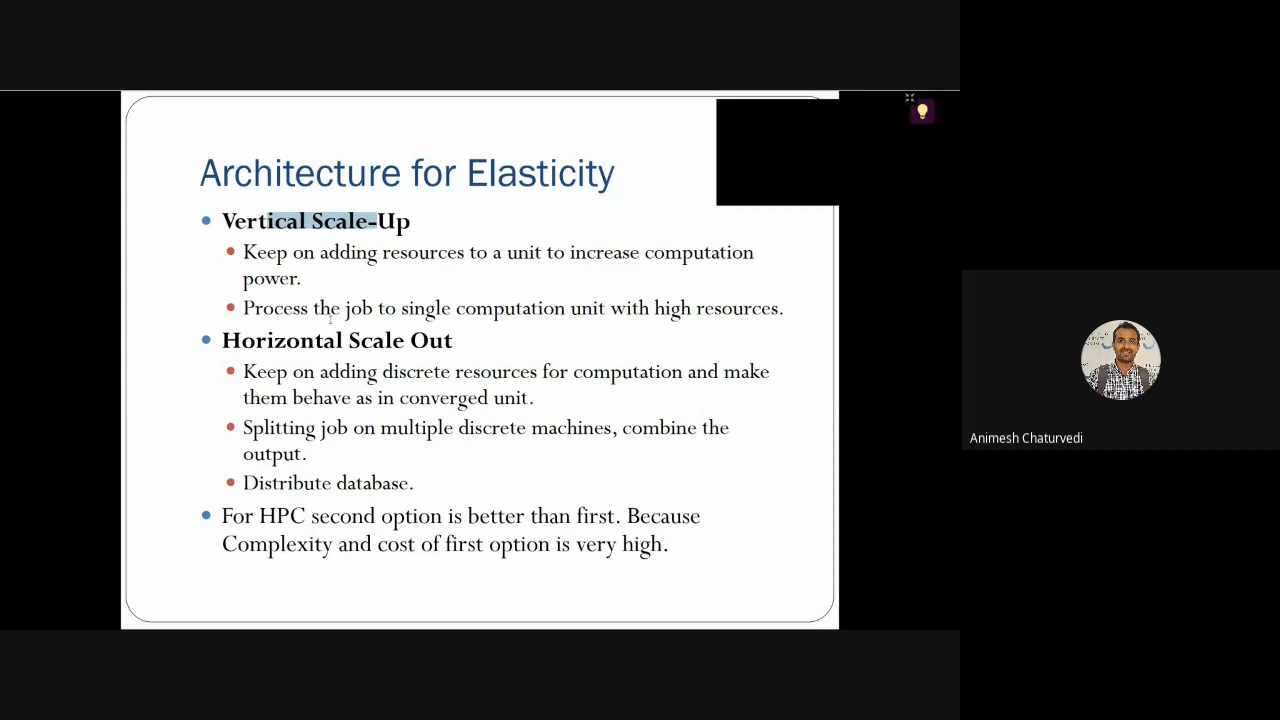 Architecture for Elasticity
Vertical Scale-Up
Keep on adding resources to a unit to increase computation
power.
Process the job to single computation unit with high resources.
Horizontal Scale Out
Keep on adding discrete resources for computation and make
them behave as in converged unit.
Splitting job on multiple discrete machines, combine the
output.
Distribute database.
For HPC second option is better than first. Because
Complexity and cost of first option is very high.
Animesh Chaturvedi